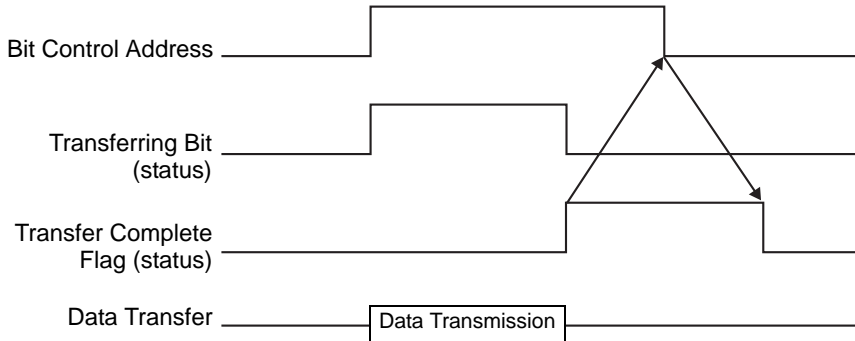 Bit Control Address
Transferring Bit
(status)
Transfer Complete
Flag (status)
Data Transfer
Data Transmission